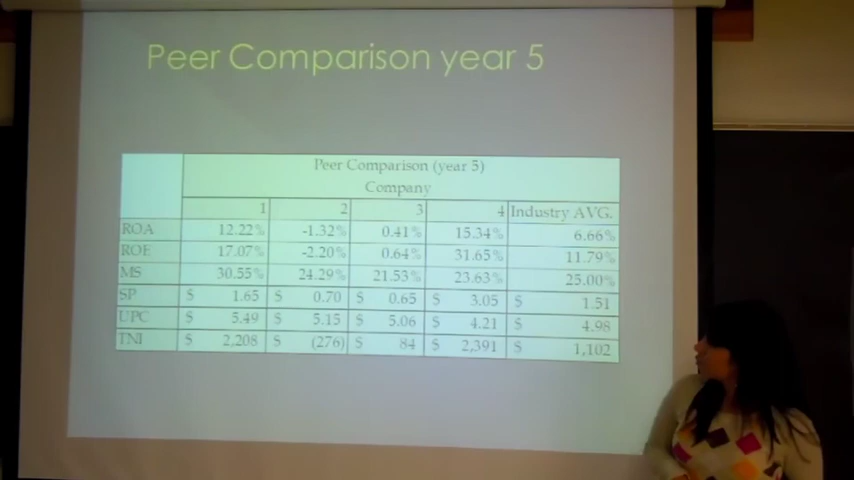 Peer Comparison year 5
Peer Comparison (year 5)
Company
1 2 3 4 Industry AVG.
ROA 12.22% -1.32% 0.41% 15.34% 6.66%
ROE 17.07% -2.20% 0.64% 31.65% 11.79%
MS 30.55% 24.29% 21.53% 23.63% 25.00%
SP $ 1.65 $ 0.70 $ 0.65 $ 3.05 $ 1.51
UPC $ 5.49 $ 5.15 $ 5.06 $ 4.21 $ 4.98
TNI $ 2,208 $ (276) $ 84 $ 2,391 $ 1,102